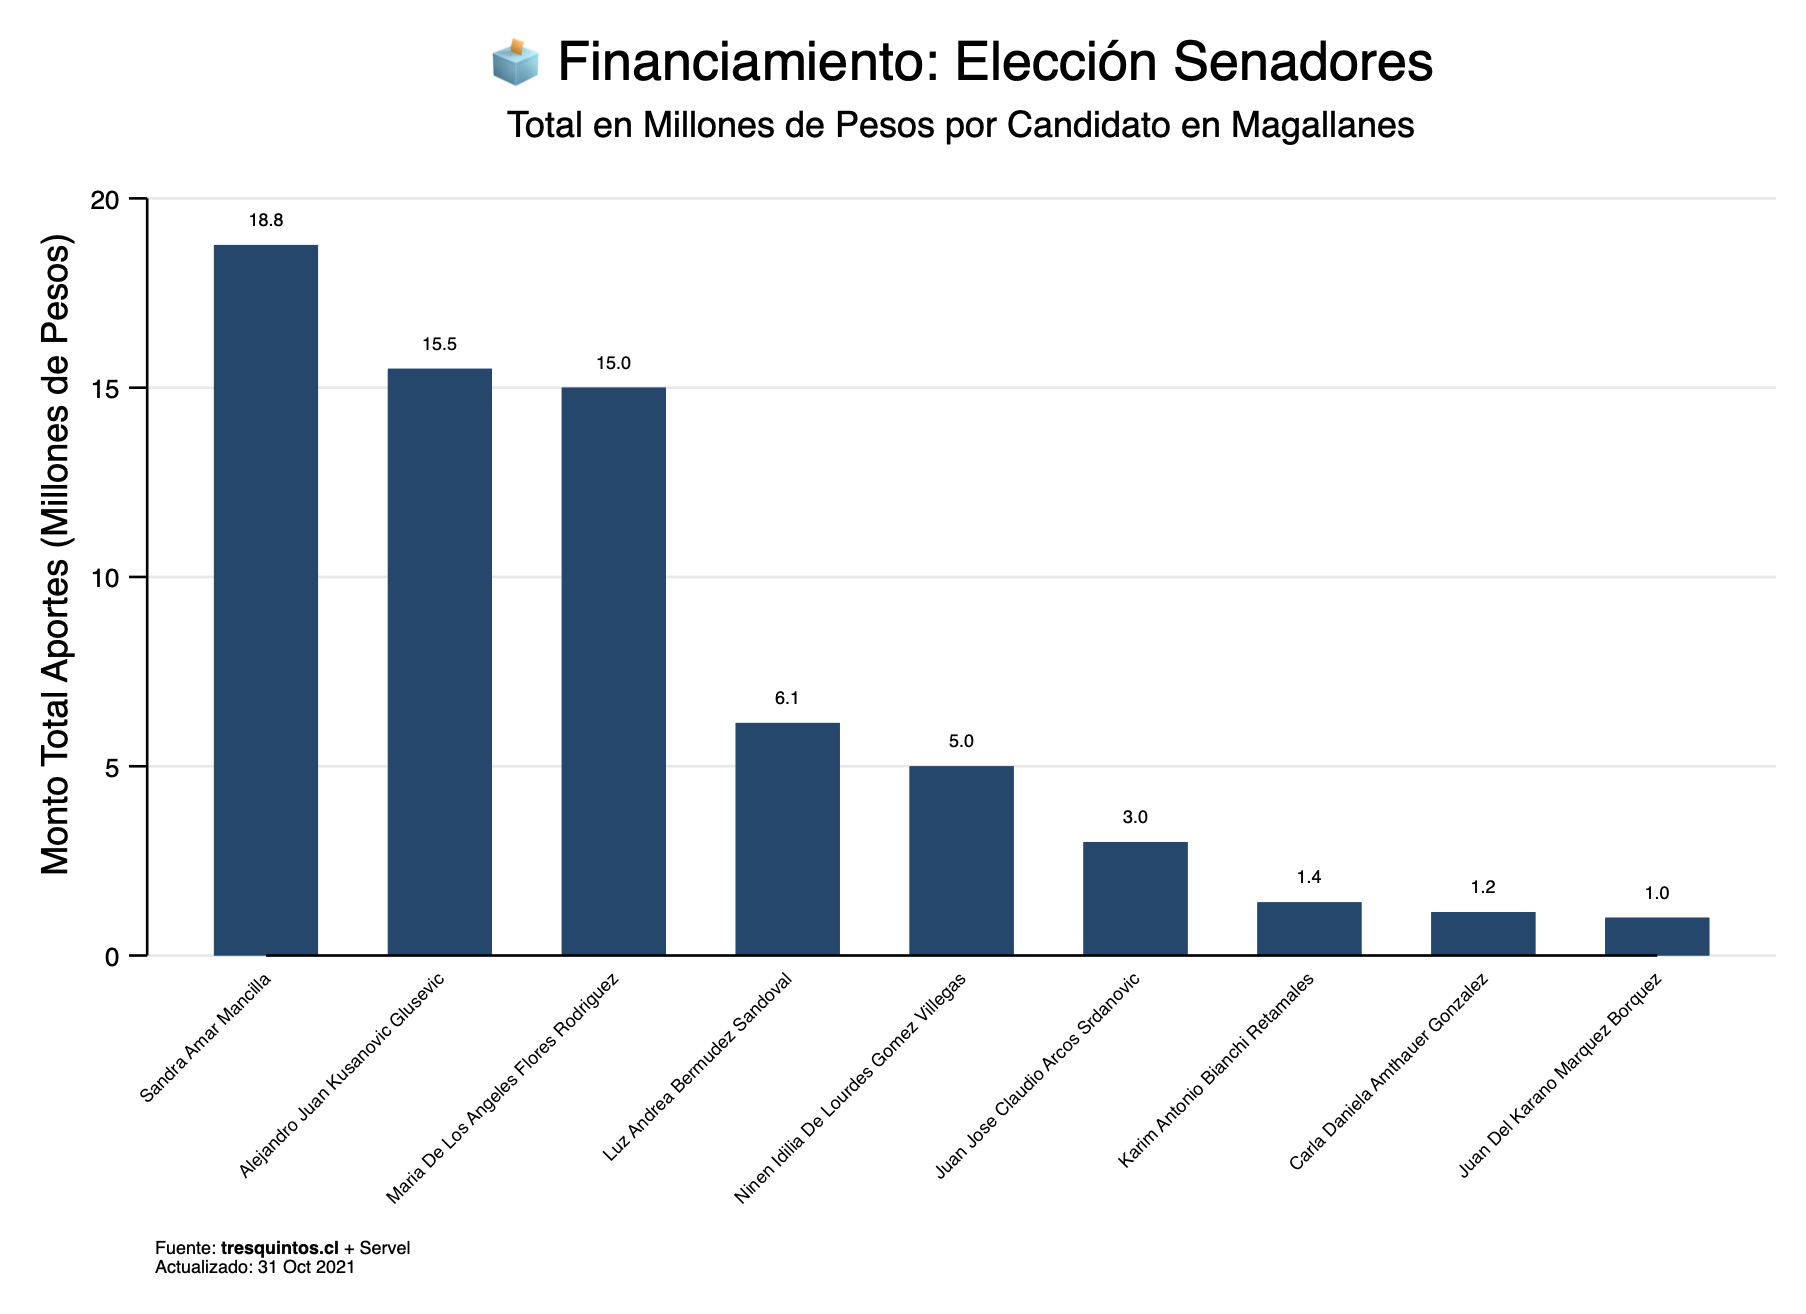 Financiamiento: Elección Senadores
Total en Millones de Pesos por Candidato en Magallanes
Monto Total Aportes (Millones de Pesos)
20
15
10
5
0
18.8
15.5
15.0
6.1
5.0
3.0
1.4
1.2
1.0
Sandra Amar Mancilla
Alejandro Juan Kusanovic Glusevic
Maria De Los Angeles Flores Rodriguez
Luz Andrea Bermudez Sandoval
Ninen Idilia De Lourdes Gomez Villegas
Juan Jose Claudio Arcos Srdanovic
Karim Antonio Bianchi Retamales
Carla Daniela Amthauer Gonzalez
Juan Del Karano Marquez Borquez
Fuente: tresquintos.cl + Servel
Actualizado: 31 Oct 2021